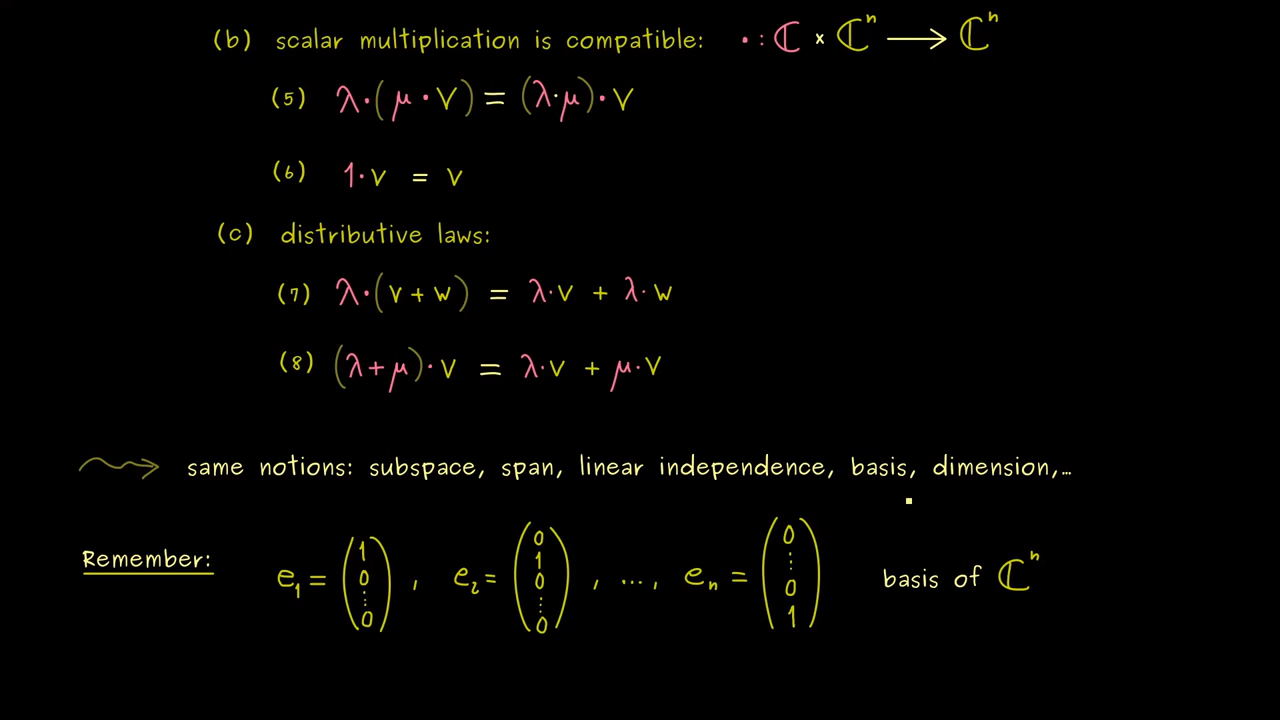 (b) scalar multiplication is compatible: · : ℂ × ℂⁿ ⟶ ℂⁿ
(5) λ·(μ·v) = (λ·μ)·v
(6) 1·v = v
(c) distributive laws:
(7) λ·(v + w) = λ·v + λ·w
(8) (λ+μ)·v = λ·v + μ·v
⇝ same notions: subspace, span, linear independence, basis, dimension,...
Remember: e₁ = (1 0 ⋮ 0), e₂ = (0 1 0 ⋮ 0), ..., eₙ = (0 ⋮ 0 1) basis of ℂⁿ